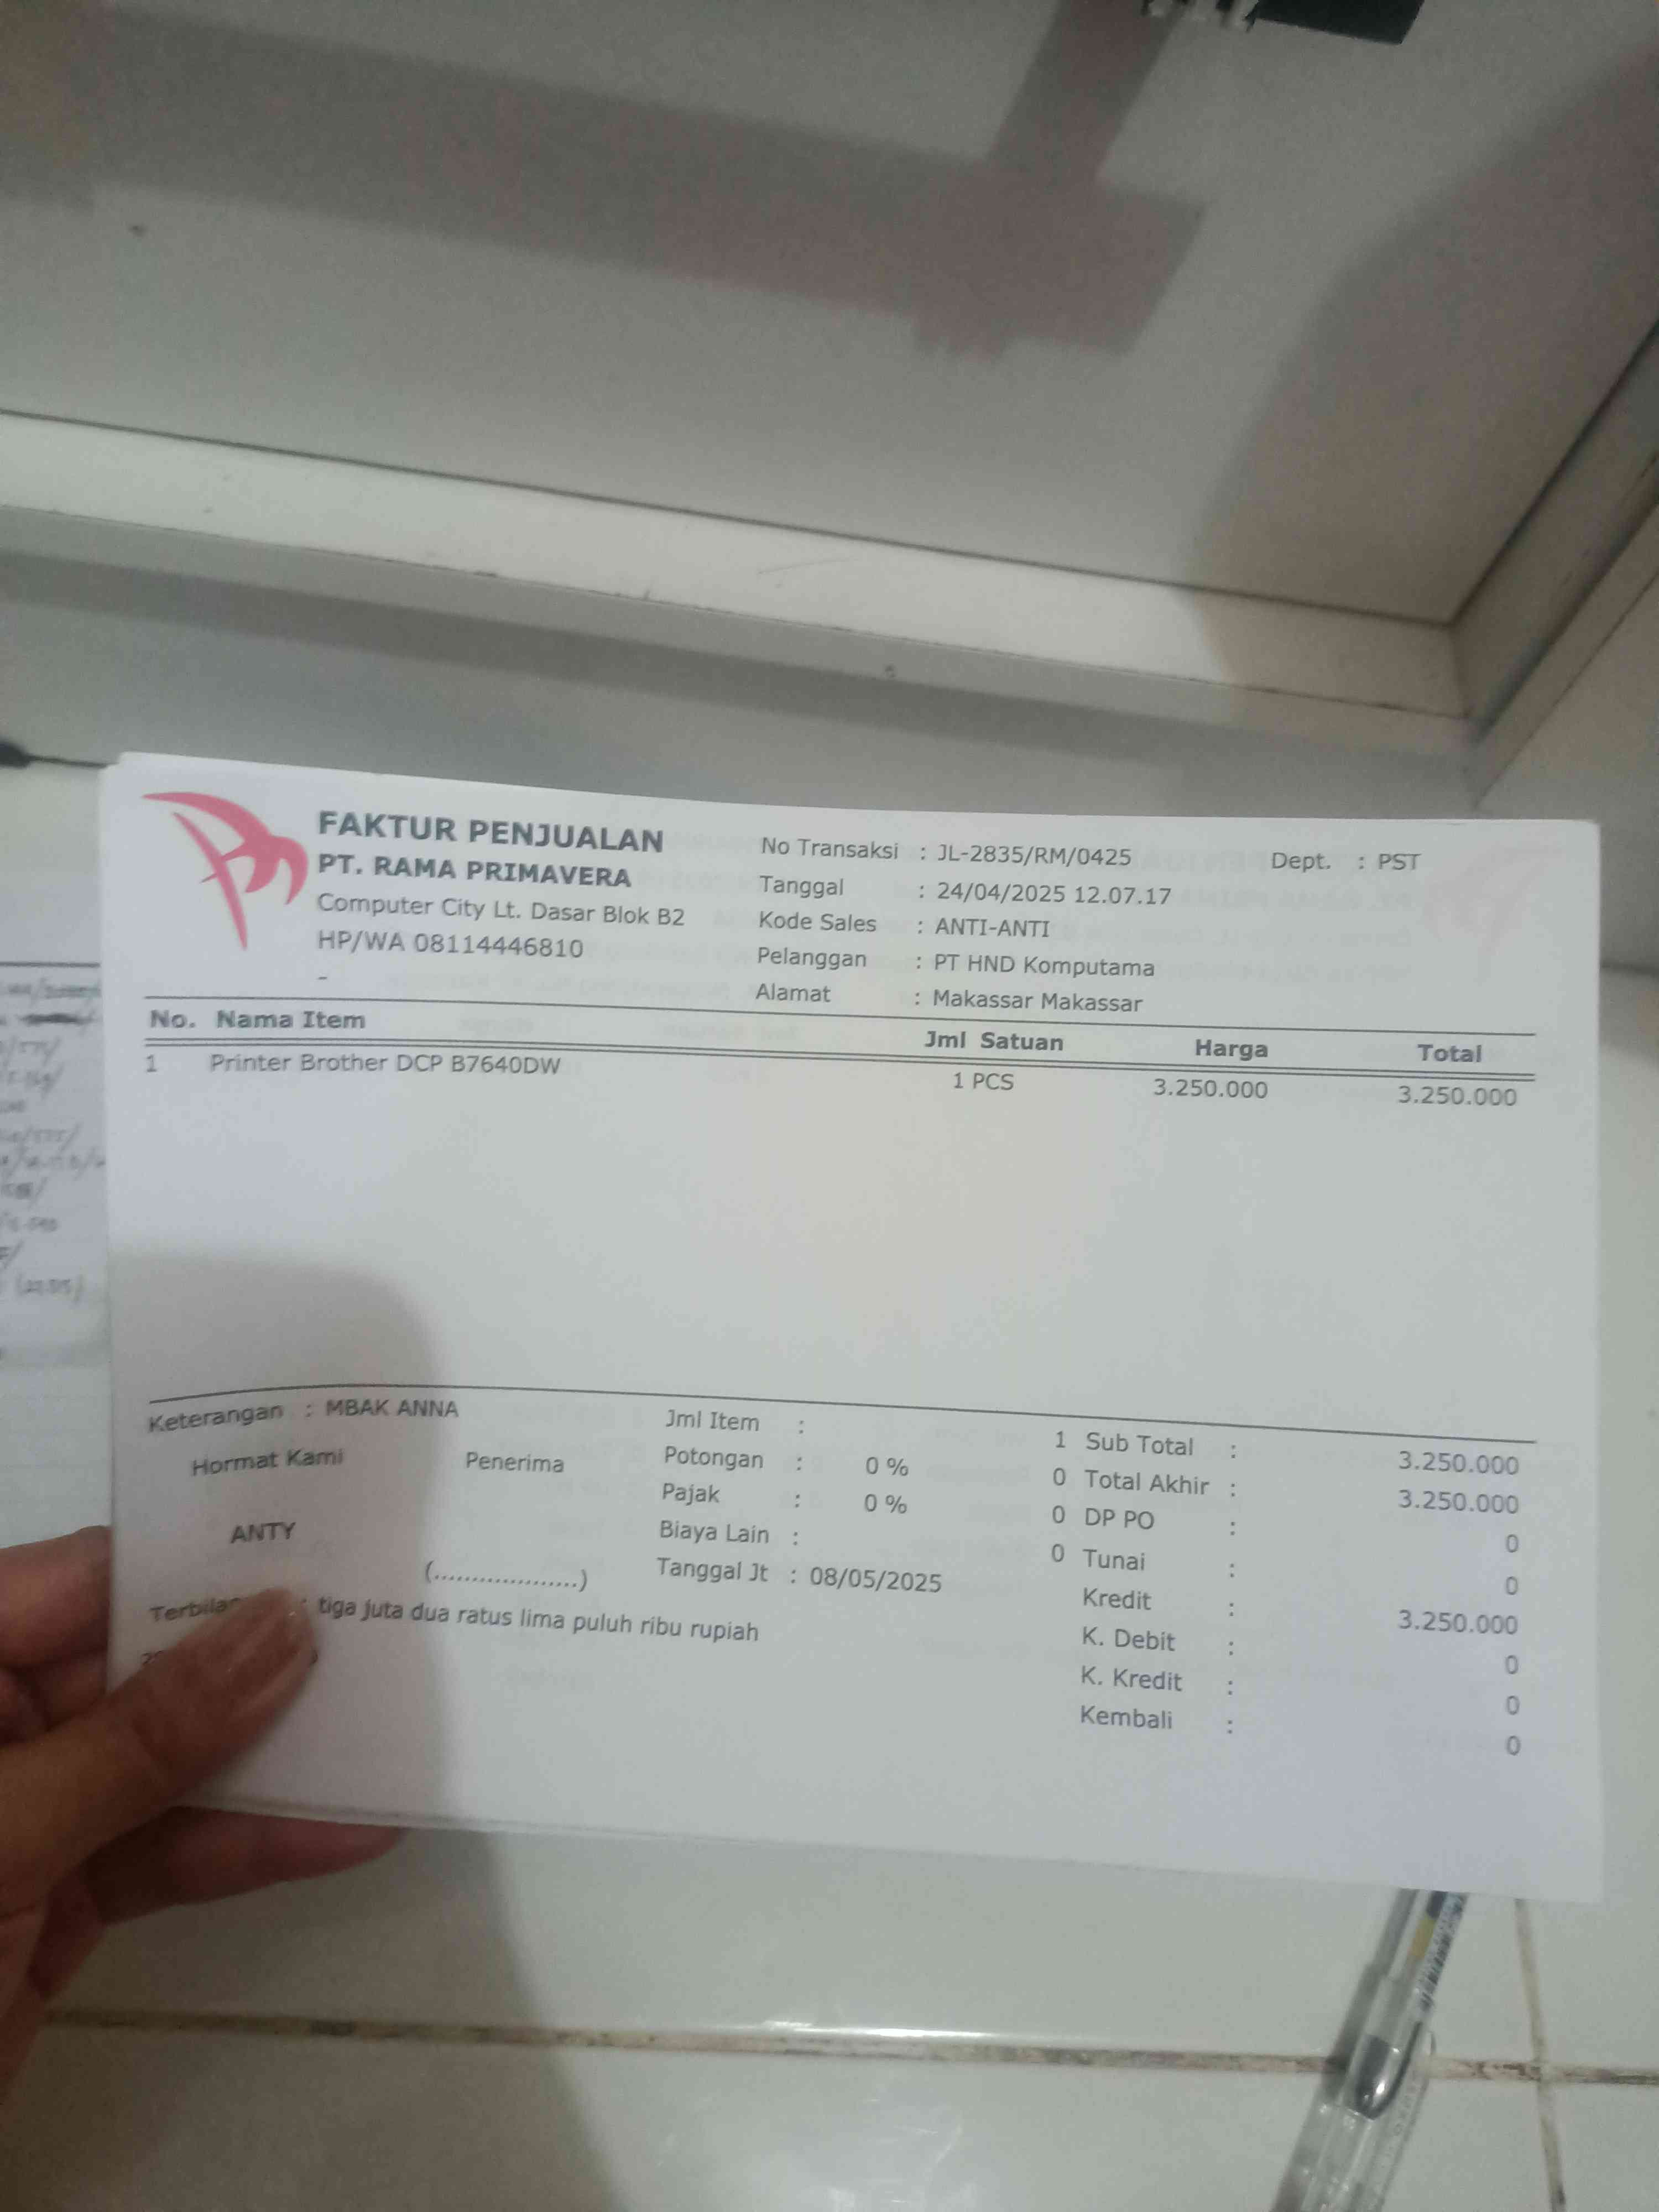 FAKTUR PENJUALAN
PT. RAMA PRIMAVERA
Computer City Lt. Dasar Blok B2
HP/WA 08114446810
-
No Transaksi : JL-2835/RM/0425 Dept. : PST
Tanggal : 24/04/2025 12.07.17
Kode Sales : ANTI-ANTI
Pelanggan : PT HND Komputama
Alamat : Makassar Makassar
No. Nama Item Jml Satuan Harga Total
1 Printer Brother DCP B7640DW 1 PCS 3.250.000 3.250.000
Keterangan : MBAK ANNA
Hormat Kami Penerima
ANTY
(...................)
Jml Item : 1
Potongan : 0 % 0
Pajak : 0 % 0
Biaya Lain : 0
Tanggal Jt : 08/05/2025
Sub Total : 3.250.000
Total Akhir : 3.250.000
DP PO : 0
Tunai : 0
Kredit : 3.250.000
K. Debit : 0
K. Kredit : 0
Kembali : 0
: tiga juta dua ratus lima puluh ribu rupiah